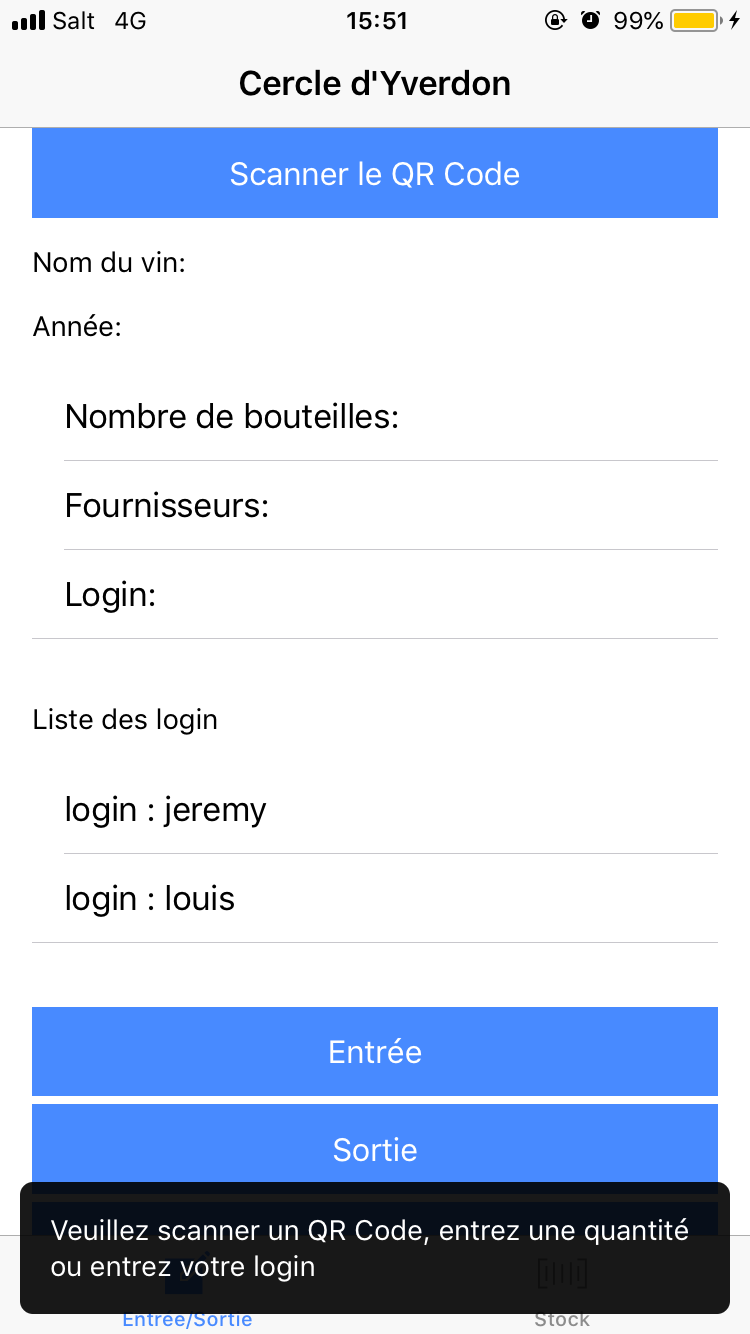 Salt 4G 15:51 99%
Cercle d'Yverdon
Scanner le QR Code
Nom du vin:
Année:
Nombre de bouteilles:
Fournisseurs:
Login:
Liste des login
login : jeremy
login : louis
Entrée
Sortie
Veuillez scanner un QR Code, entrez une quantité
ou entrez votre login
Entrée/Sortie Stock